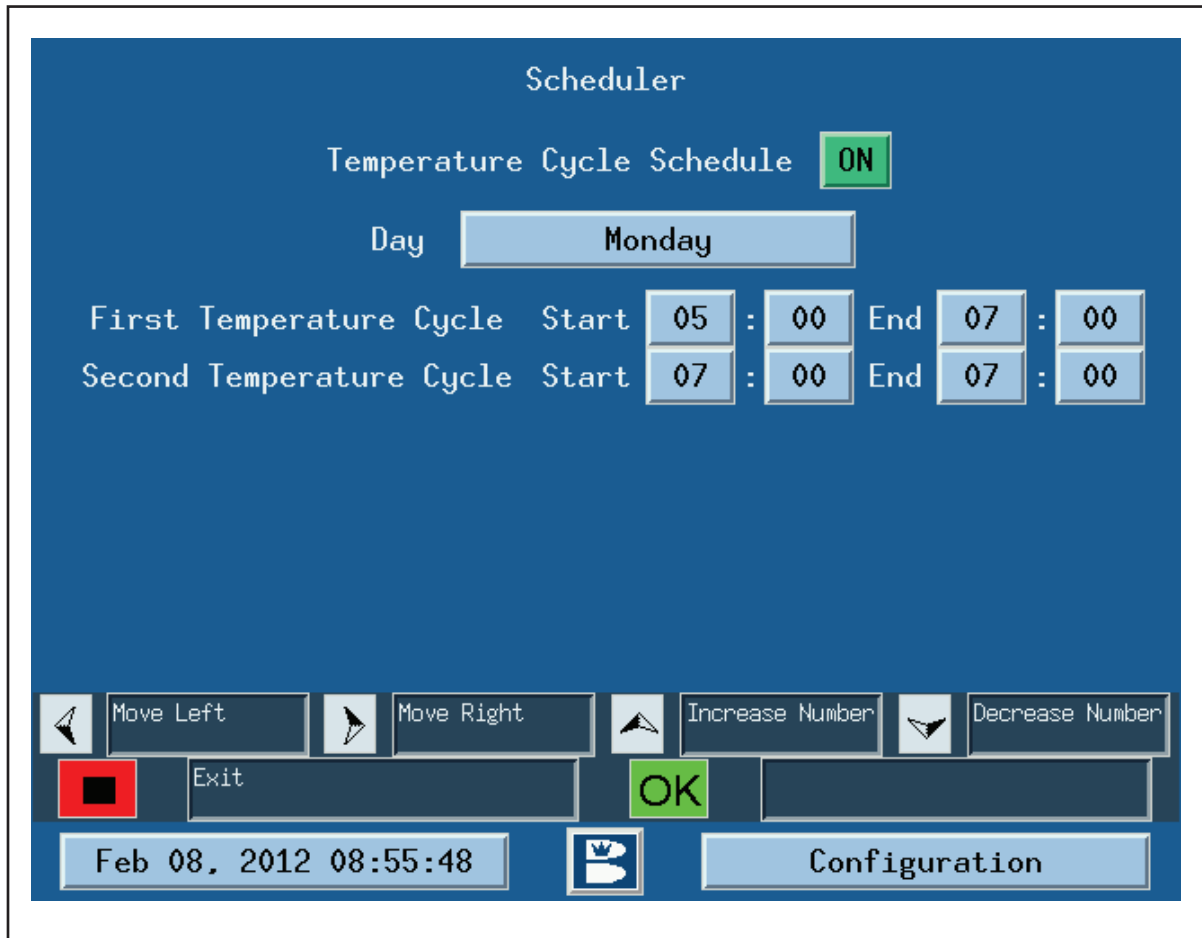 Scheduler
Temperature Cycle Schedule ON
Day Monday
First Temperature Cycle Start 05 : 00 End 07 : 00
Second Temperature Cycle Start 07 : 00 End 07 : 00
Move Left Move Right Increase Number Decrease Number
Exit OK
Feb 08, 2012 08:55:48 Configuration